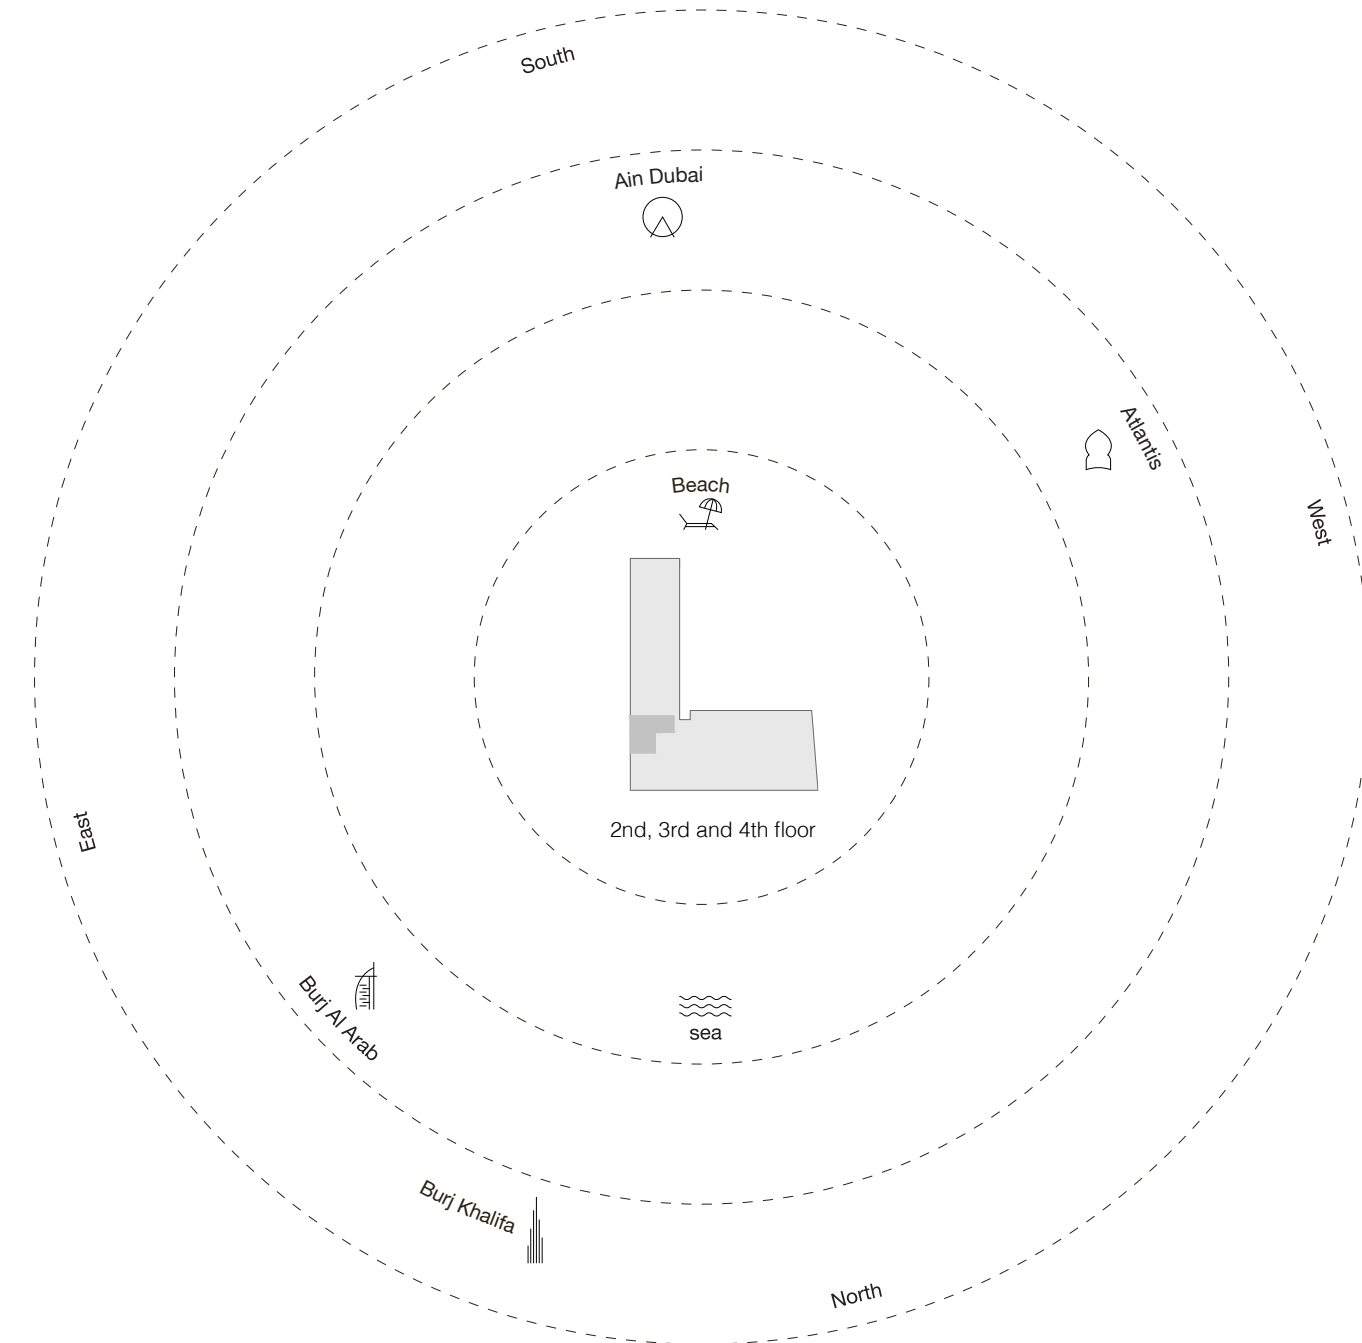 South
Ain Dubai
Atlantis
Beach
West
2nd, 3rd and 4th floor
East
Burj Al Arab
sea
Burj Khalifa
North